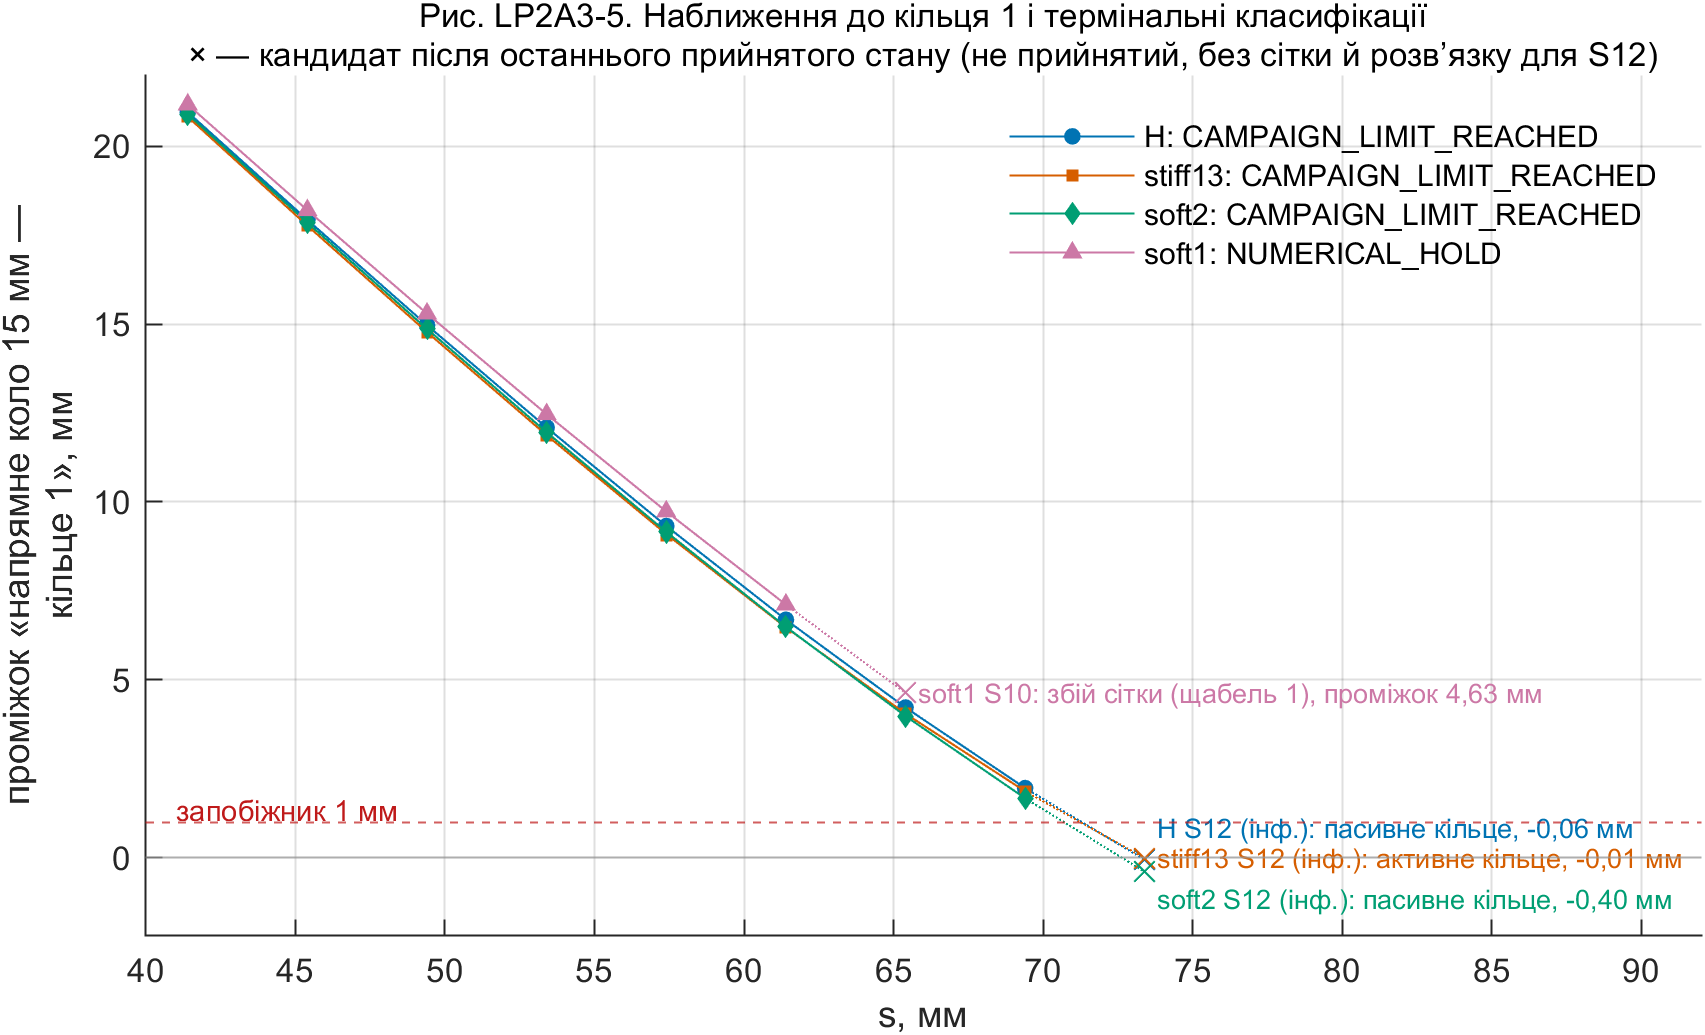 Рис. LP2A3-5. Наближення до кільця 1 і термінальні класифікації
× — кандидат після останнього прийнятого стану (не прийнятий, без сітки й розв’язку для S12)
H: CAMPAIGN_LIMIT_REACHED
stiff13: CAMPAIGN_LIMIT_REACHED
soft2: CAMPAIGN_LIMIT_REACHED
soft1: NUMERICAL_HOLD
проміжок «напрямне коло 15 мм —
кільце 1», мм
20
15
10
5
0
soft1 S10: збій сітки (щабель 1), проміжок 4,63 мм
запобіжник 1 мм
H S12 (інф.): пасивне кільце, -0,06 мм
stiff13 S12 (інф.): активне кільце, -0,01 мм
soft2 S12 (інф.): пасивне кільце, -0,40 мм
40 45 50 55 60 65 70 75 80 85 90
s, мм